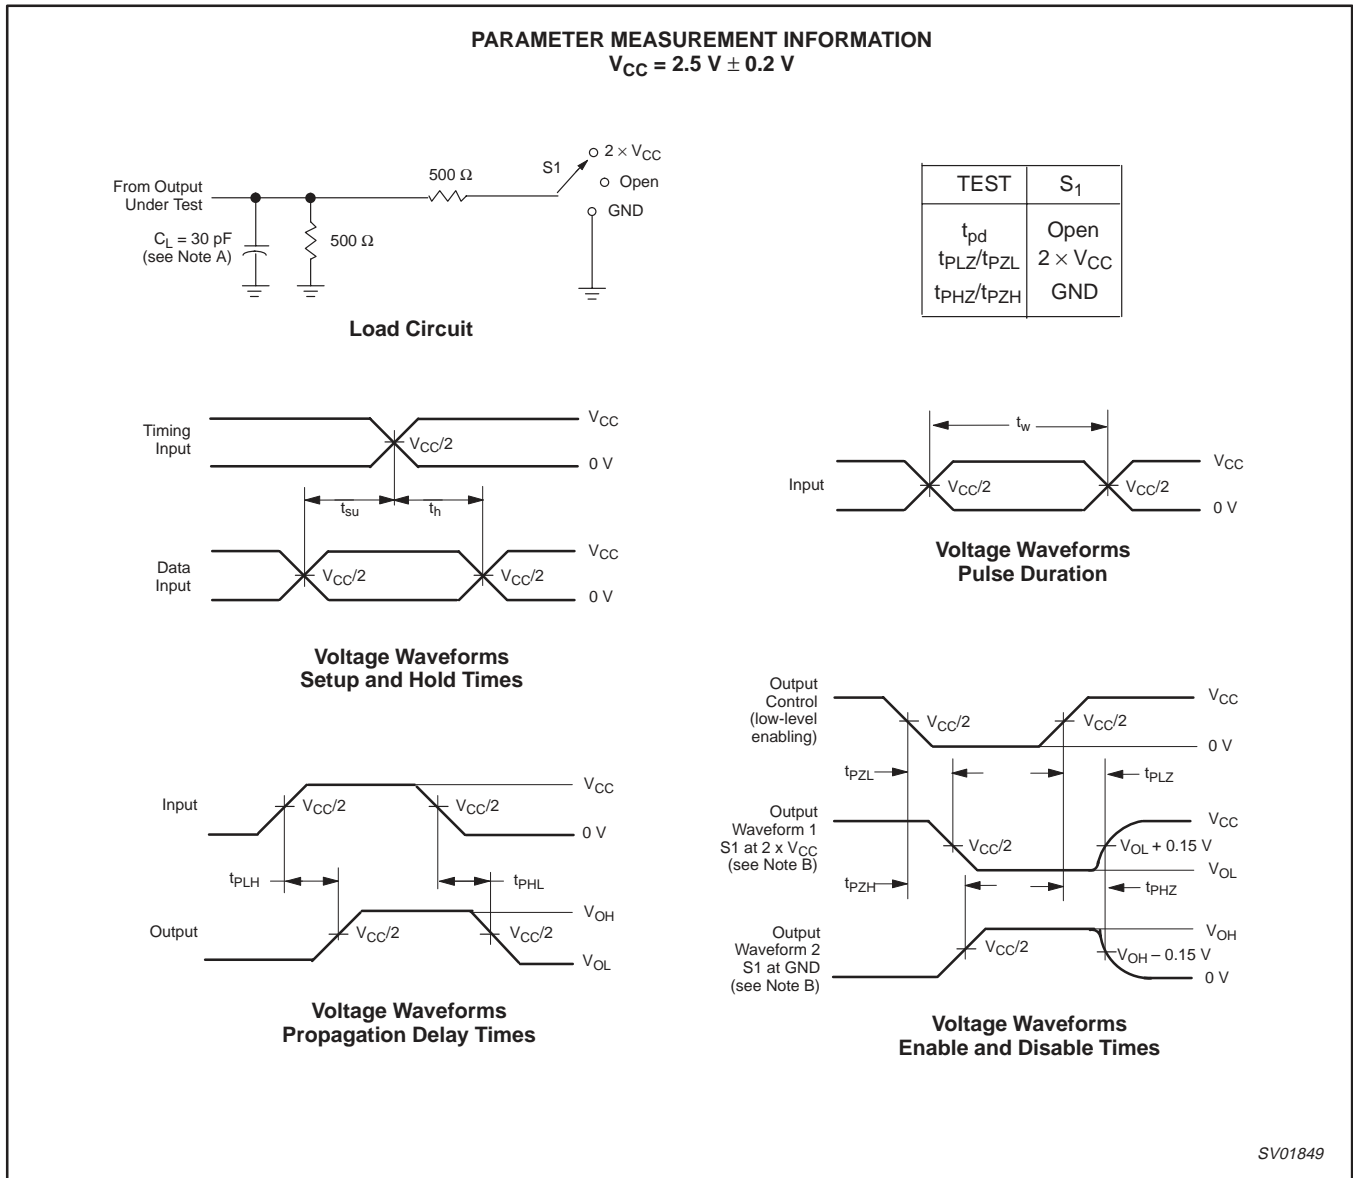 PARAMETER MEASUREMENT INFORMATION
VCC = 2.5 V ± 0.2 V
From Output
Under Test
CL = 30 pF
(see Note A)
500 Ω
500 Ω
S1
2 × VCC
Open
GND
Load Circuit
TEST S1
tpd Open
tPLZ/tPZL 2 × VCC
tPHZ/tPZH GND
Timing
Input
VCC/2
VCC
0 V
tsu
th
Data
Input
VCC/2
VCC/2
VCC
0 V
Voltage Waveforms
Setup and Hold Times
tw
Input
VCC/2
VCC/2
VCC
0 V
Voltage Waveforms
Pulse Duration
Input
VCC/2
VCC/2
VCC
0 V
tPLH
tPHL
Output
VCC/2
VCC/2
VOH
VOL
Voltage Waveforms
Propagation Delay Times
Output
Control
(low-level
enabling)
VCC/2
VCC/2
VCC
0 V
tPZL
tPLZ
Output
Waveform 1
S1 at 2 x VCC
(see Note B)
VCC/2
VCC
VOL + 0.15 V
VOL
tPZH
tPHZ
Output
Waveform 2
S1 at GND
(see Note B)
VCC/2
VOH
VOH – 0.15 V
0 V
Voltage Waveforms
Enable and Disable Times
SV01849